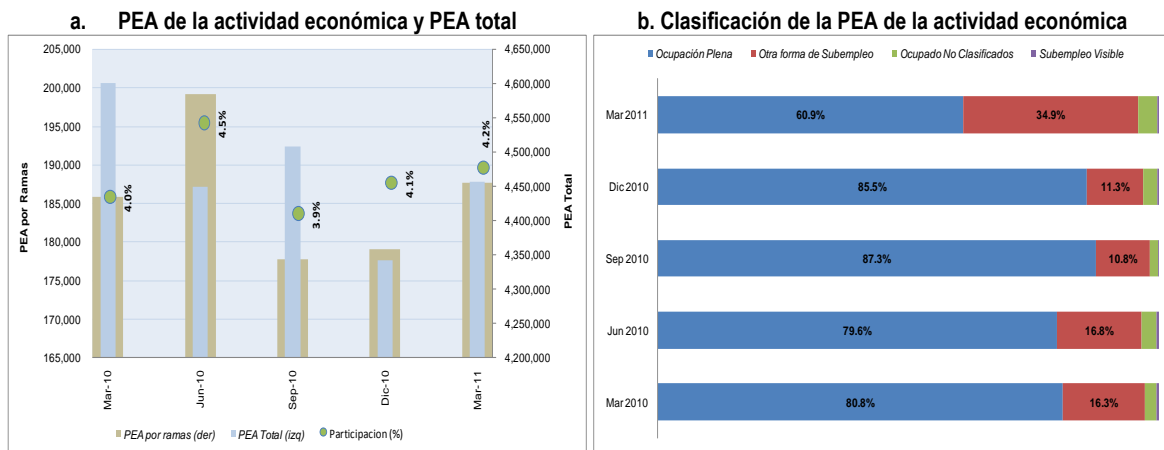 a. PEA de la actividad económica y PEA total
205,000
200,000
195,000
190,000
185,000
180,000
175,000
170,000
165,000
PEA por Ramas
4,650,000
4,600,000
4,550,000
4,500,000
4,450,000
4,400,000
4,350,000
4,300,000
4,250,000
4,200,000
PEA Total
4.0%
4.5%
3.9%
4.1%
4.2%
Mar-10
Jun-10
Sep-10
Dic-10
Mar-11
PEA por ramas (der) PEA Total (izq) Participacion (%)
b. Clasificación de la PEA de la actividad económica
Ocupación Plena Otra forma de Subempleo Ocupado No Clasificados Subempleo Visible
Mar 2011 60.9% 34.9%
Dic 2010 85.5% 11.3%
Sep 2010 87.3% 10.8%
Jun 2010 79.6% 16.8%
Mar 2010 80.8% 16.3%